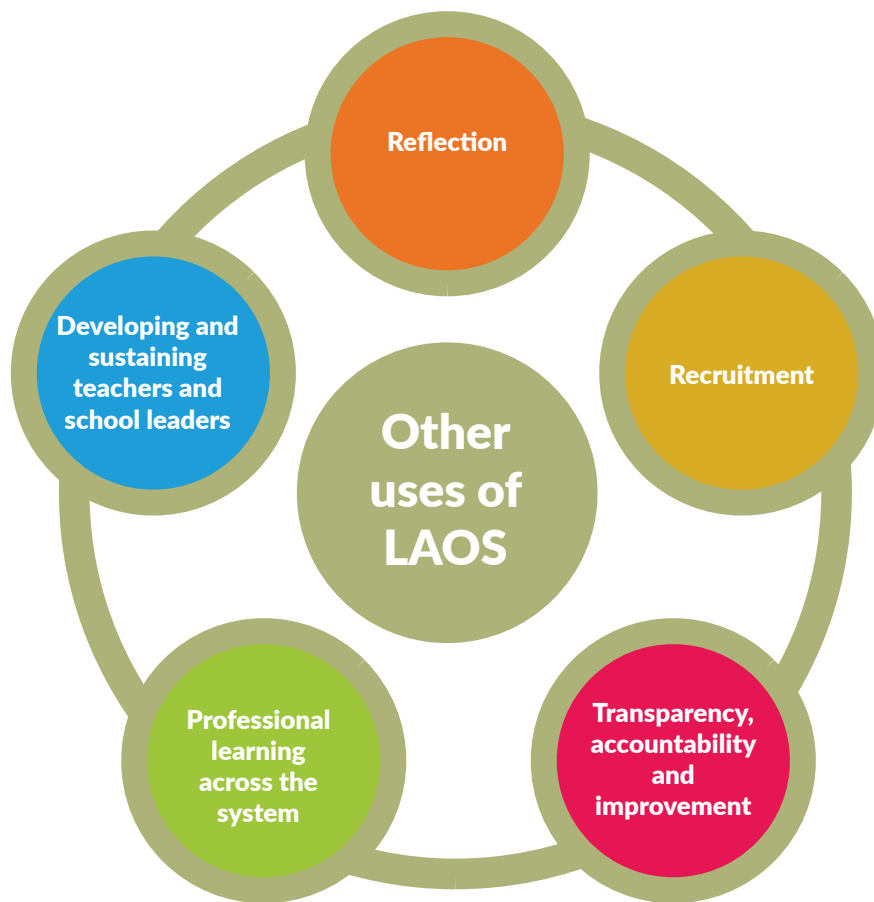 Reflection
Recruitment
Developing and
sustaining
teachers and
school leaders
Other
uses of
LAOS
Transparency,
accountability
and
improvement
Professional
learning
across the
system